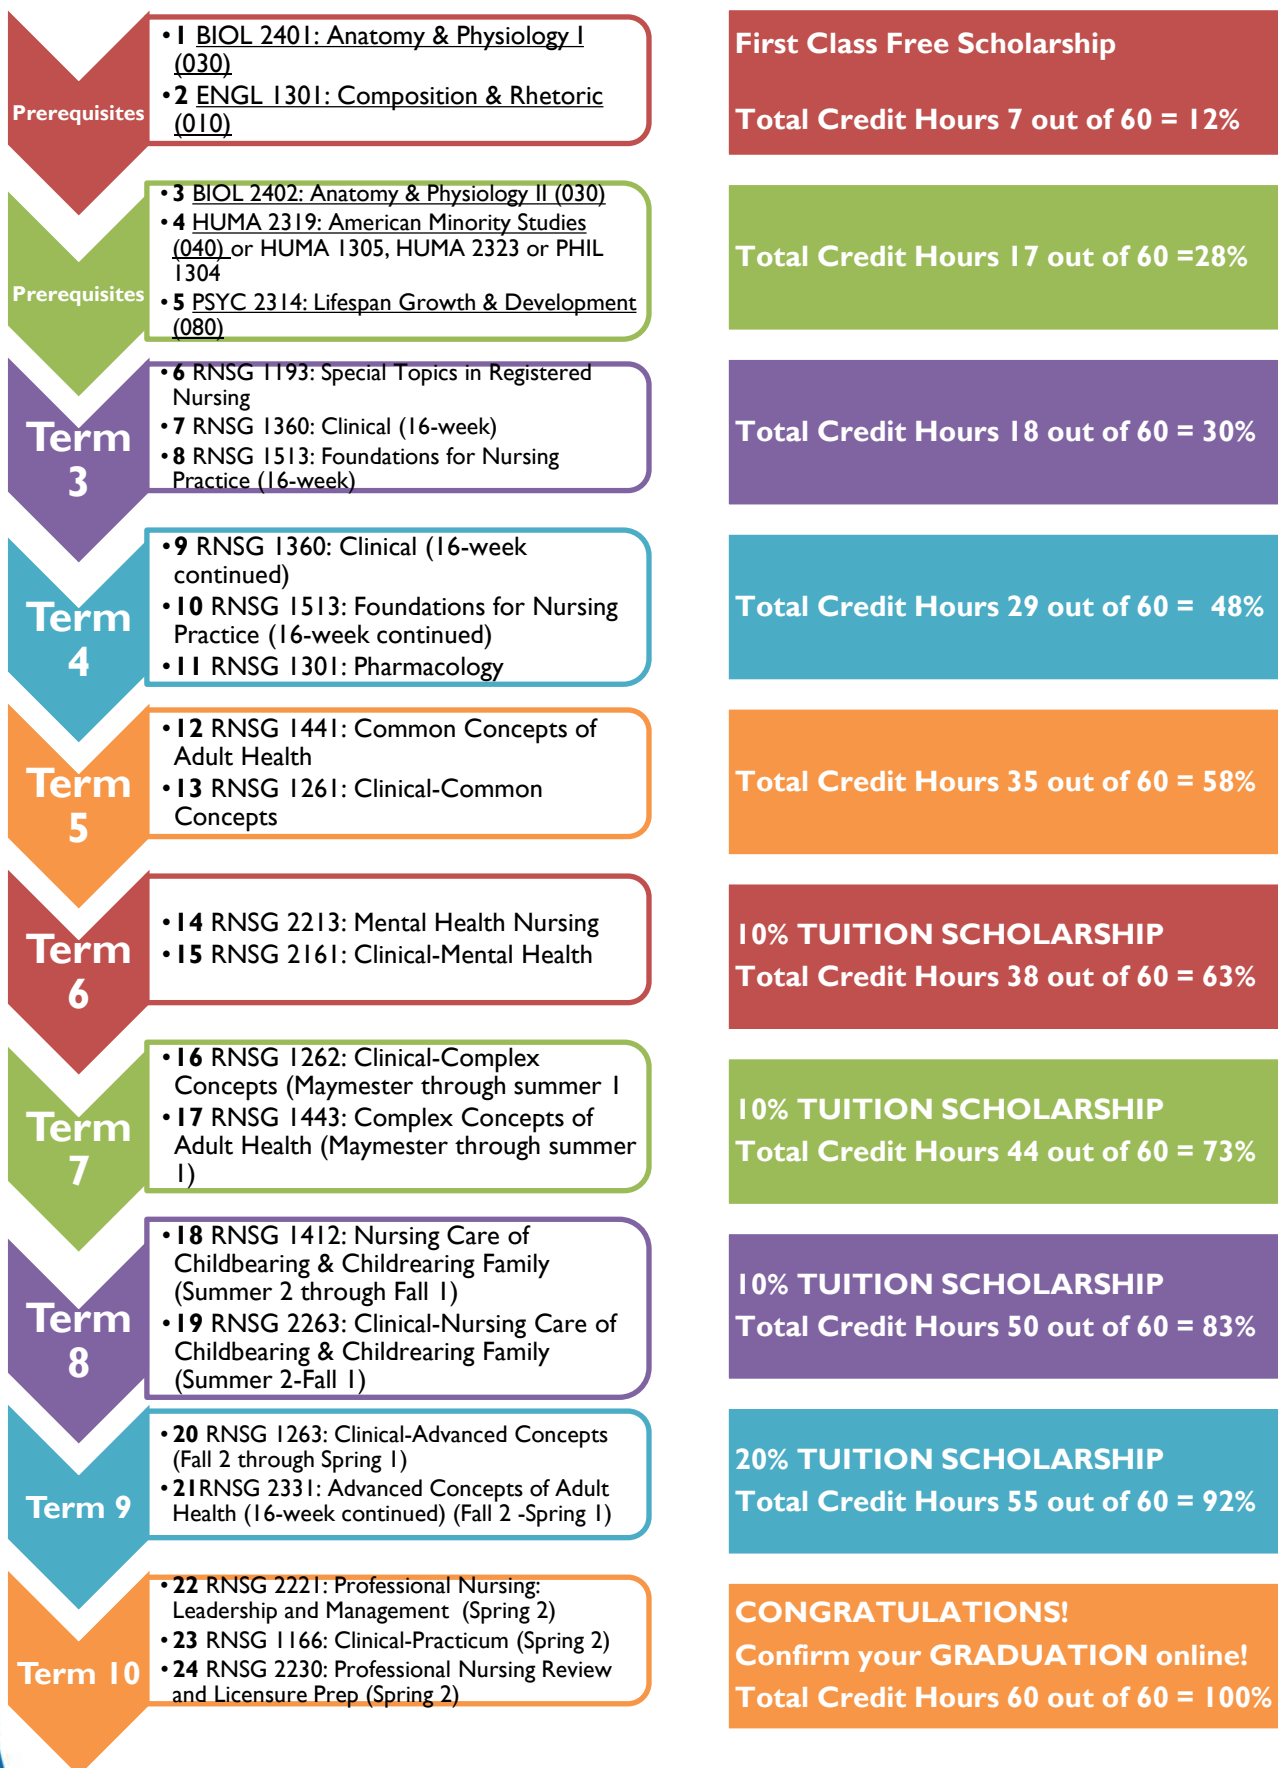 Prerequisites
•1 BIOL 2401: Anatomy & Physiology I
(030)
•2 ENGL 1301: Composition & Rhetoric
(010)
First Class Free Scholarship
Total Credit Hours 7 out of 60 = 12%
Prerequisites
•3 BIOL 2402: Anatomy & Physiology II (030)
•4 HUMA 2319: American Minority Studies
(040) or HUMA 1305, HUMA 2323 or PHIL
1304
•5 PSYC 2314: Lifespan Growth & Development
(080)
Total Credit Hours 17 out of 60 =28%
Term
3
•6 RNSG 1193: Special Topics in Registered
Nursing
•7 RNSG 1360: Clinical (16-week)
•8 RNSG 1513: Foundations for Nursing
Practice (16-week)
Total Credit Hours 18 out of 60 = 30%
Term
4
•9 RNSG 1360: Clinical (16-week
continued)
•10 RNSG 1513: Foundations for Nursing
Practice (16-week continued)
•11 RNSG 1301: Pharmacology
Total Credit Hours 29 out of 60 = 48%
Term
5
•12 RNSG 1441: Common Concepts of
Adult Health
•13 RNSG 1261: Clinical-Common
Concepts
Total Credit Hours 35 out of 60 = 58%
Term
6
•14 RNSG 2213: Mental Health Nursing
•15 RNSG 2161: Clinical-Mental Health
10% TUITION SCHOLARSHIP
Total Credit Hours 38 out of 60 = 63%
Term
7
•16 RNSG 1262: Clinical-Complex
Concepts (Maymester through summer 1
•17 RNSG 1443: Complex Concepts of
Adult Health (Maymester through summer
1)
10% TUITION SCHOLARSHIP
Total Credit Hours 44 out of 60 = 73%
Term
8
•18 RNSG 1412: Nursing Care of
Childbearing & Childrearing Family
(Summer 2 through Fall 1)
•19 RNSG 2263: Clinical-Nursing Care of
Childbearing & Childrearing Family
(Summer 2-Fall 1)
10% TUITION SCHOLARSHIP
Total Credit Hours 50 out of 60 = 83%
Term 9
•20 RNSG 1263: Clinical-Advanced Concepts
(Fall 2 through Spring 1)
•21RNSG 2331: Advanced Concepts of Adult
Health (16-week continued) (Fall 2 -Spring 1)
20% TUITION SCHOLARSHIP
Total Credit Hours 55 out of 60 = 92%
Term 10
•22 RNSG 2221: Professional Nursing:
Leadership and Management (Spring 2)
•23 RNSG 1166: Clinical-Practicum (Spring 2)
•24 RNSG 2230: Professional Nursing Review
and Licensure Prep (Spring 2)
CONGRATULATIONS!
Confirm your GRADUATION online!
Total Credit Hours 60 out of 60 = 100%